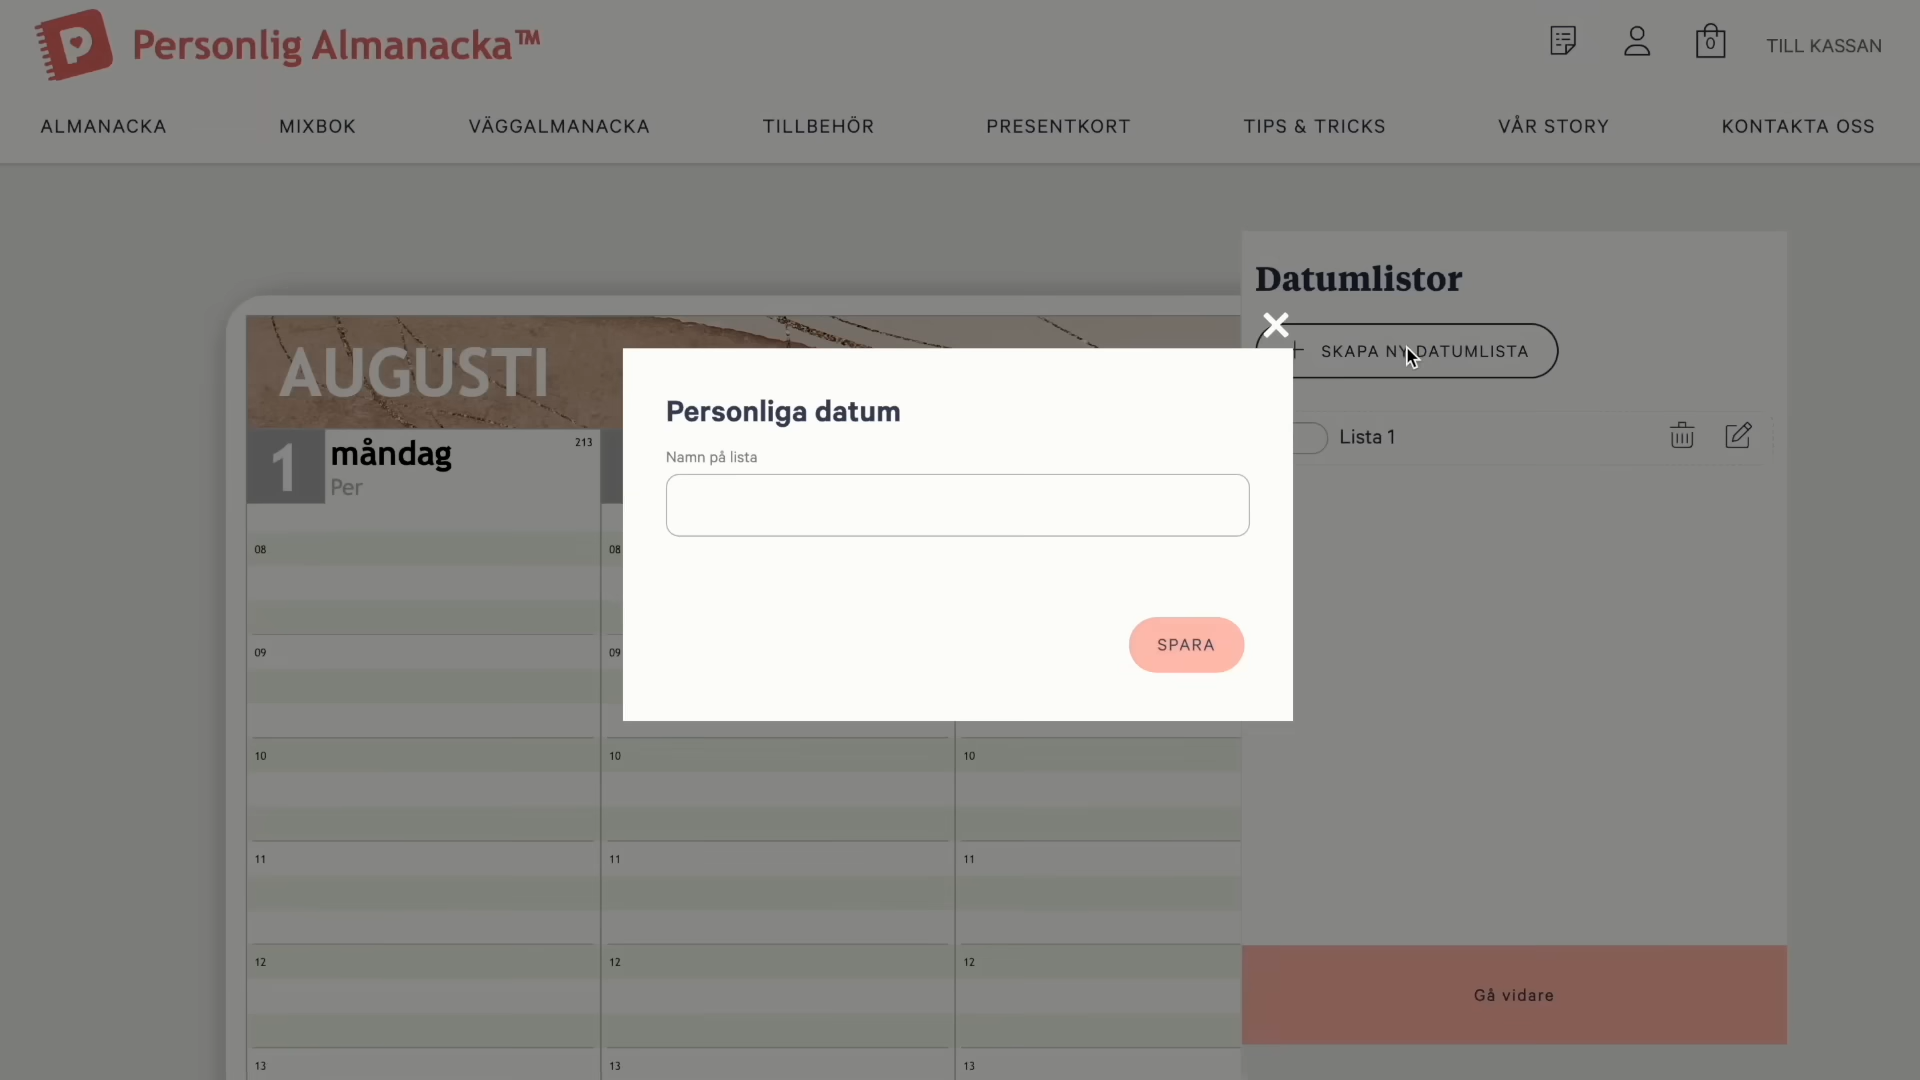 Personlig Almanacka™
0
TILL KASSAN
ALMANACKA
MIXBOK
VÄGGALMANACKA
TILLBEHÖR
PRESENTKORT
TIPS & TRICKS
VÅR STORY
KONTAKTA OSS
Datumlistor
+ SKAPA NY DATUMLISTA
Lista 1
Gå vidare
Personliga datum
Namn på lista
SPARA
AUGUSTI
1
måndag
213
Per
08
08
09
09
10
10
10
11
11
11
12
12
12
13
13
13